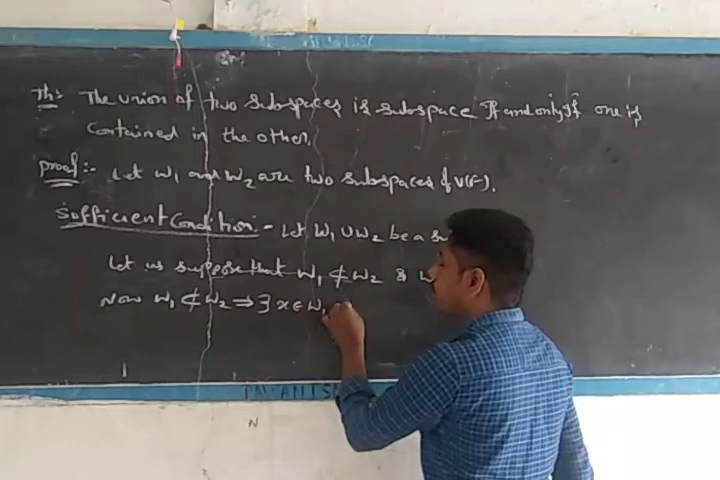 Th:- The union of two subspaces is subspace If and only If one is
contained in the other.
Proof:- Let W₁ and W₂ are two subspaces of V(F).
Sufficient Condition - Let W₁ ∪ W₂ be a
Let us suppose that W₁ ⊄ W₂ &
Now W₁ ⊄ W₂ ⇒ ∃ x ∈ W₁